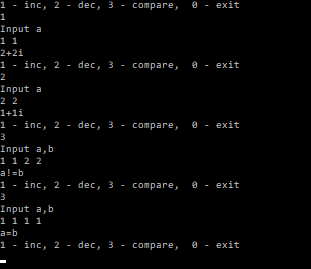 1 - inc, 2 - dec, 3 - compare,  0 - exit
1
Input a
1 1
2+2i
1 - inc, 2 - dec, 3 - compare,  0 - exit
2
Input a
2 2
1+1i
1 - inc, 2 - dec, 3 - compare,  0 - exit
3
Input a,b
1 1 2 2
a!=b
1 - inc, 2 - dec, 3 - compare,  0 - exit
3
Input a,b
1 1 1 1
a=b
1 - inc, 2 - dec, 3 - compare,  0 - exit